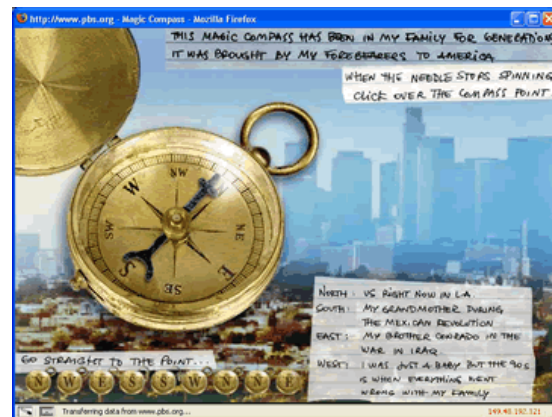 http://www.pbs.org - Magic Compass - Mozilla Firefox
THIS MAGIC COMPASS HAS BEEN IN MY FAMILY FOR GENERATIONS
IT WAS BROUGHT BY MY FOREBEARERS TO AMERICA
WHEN THE NEEDLE STOPS SPINNING
CLICK OVER THE COMPASS POINT
NW
W
SW
NE
S
E
SE
NORTH: US RIGHT NOW IN L.A.
SOUTH: MY GRANDMOTHER DURING
THE MEXICAN REVOLUTION
EAST: MY BROTHER CONRADO IN THE
WAR IN IRAQ
WEST: I WAS JUST A BABY BUT THE 90S
IS WHEN EVERYTHING WENT
WRONG WITH MY FAMILY
GO STRAIGHT TO THE POINT...
N W E S S W N N E
Transferring data from www.pbs.org...
149.48.192.121